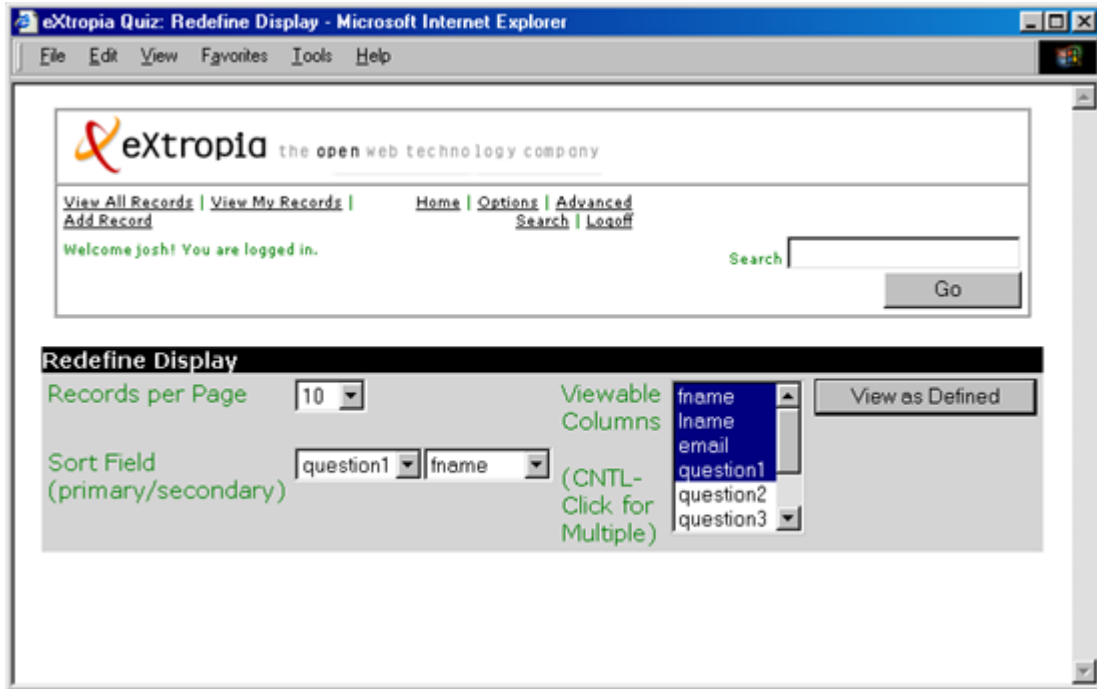 eXtropia Quiz: Redefine Display - Microsoft Internet Explorer
File Edit View Favorites Tools Help
eXtropia the open web technology company
View All Records | View My Records |
Add Record
Home | Options | Advanced
Search | Logoff
Welcome josh! You are logged in.
Search
Go
Redefine Display
Records per Page
10
Sort Field
(primary/secondary)
question1
fname
Viewable
Columns
(CNTL-
Click for
Multiple)
fname
lname
email
question1
question2
question3
View as Defined